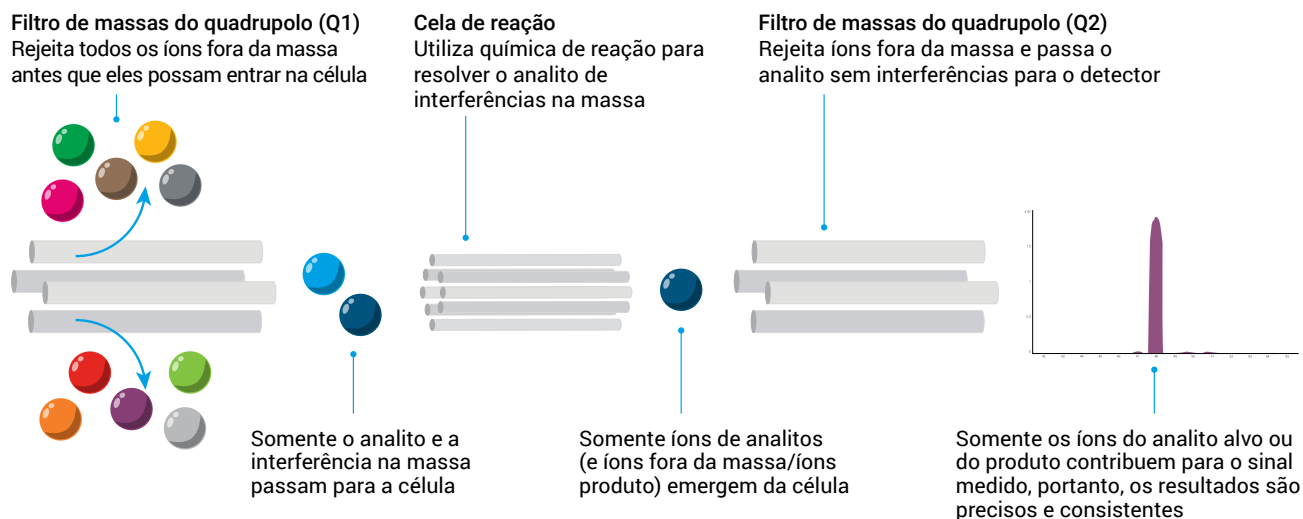 Filtro de massas do quadrupolo (Q1)
Rejeita todos os íons fora da massa
antes que eles possam entrar na célula
Cela de reação
Utiliza química de reação para
resolver o analito de
interferências na massa
Filtro de massas do quadrupolo (Q2)
Rejeita íons fora da massa e passa o
analito sem interferências para o detector
Somente o analito e a
interferência na massa
passam para a célula
Somente íons de analitos
(e íons fora da massa/íons
produto) emergem da célula
Somente os íons do analito alvo ou
do produto contribuem para o sinal
medido, portanto, os resultados são
precisos e consistentes